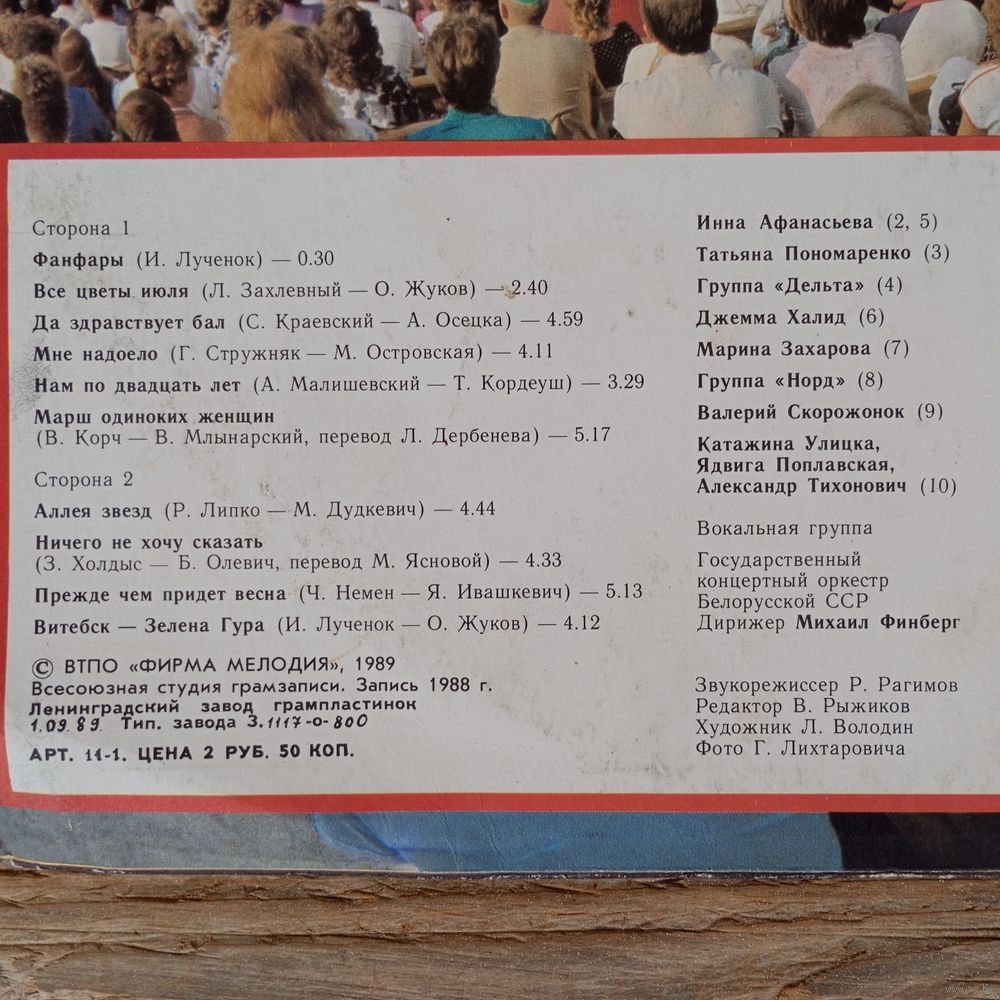 Сторона 1
Фанфары (И. Лученок) — 0.30
Все цветы июля (Л. Захлевный — О. Жуков) — 2.40
Да здравствует бал (С. Краевский — А. Осецка) — 4.59
Мне надоело (Г. Стружняк — М. Островская) — 4.11
Нам по двадцать лет (А. Малишевский — Т. Кордеуш) — 3.29
Марш одиноких женщин
(В. Корч — В. Млынарский, перевод Л. Дербенева) — 5.17
Сторона 2
Аллея звезд (Р. Липко — М. Дудкевич) — 4.44
Ничего не хочу сказать
(З. Холдыс — Б. Олевич, перевод М. Ясновой) — 4.33
Прежде чем придет весна (Ч. Немен — Я. Ивашкевич) — 5.13
Витебск — Зелена Гура (И. Лученок — О. Жуков) — 4.12
© ВТПО «ФИРМА МЕЛОДИЯ», 1989
Всесоюзная студия грамзаписи. Запись 1988 г.
Ленинградский завод грампластинок
1.09.89. Тип. завода З.1117-0-800
АРТ. 11-1. ЦЕНА 2 РУБ. 50 КОП.
Инна Афанасьева (2, 5)
Татьяна Пономаренко (3)
Группа «Дельта» (4)
Джемма Халид (6)
Марина Захарова (7)
Группа «Норд» (8)
Валерий Скорожонок (9)
Катажина Улицка,
Ядвига Поплавская,
Александр Тихонович (10)
Вокальная группа
Государственный
концертный оркестр
Белорусской ССР
Дирижер Михаил Финберг
Звукорежиссер Р. Рагимов
Редактор В. Рыжиков
Художник Л. Володин
Фото Г. Лихтаровича